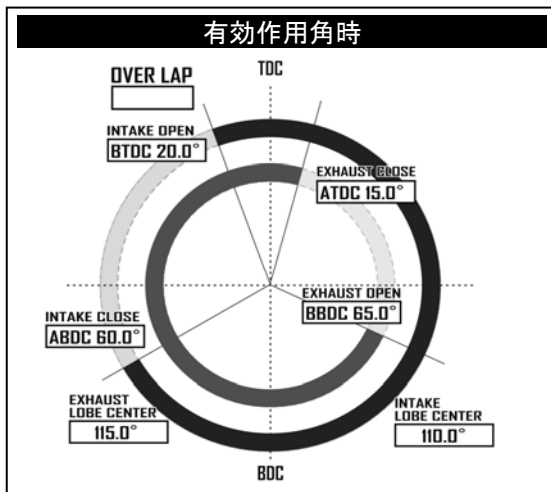 有効作用角時
TDC
OVER LAP
INTAKE OPEN
BTDC 20.0°
EXHAUST CLOSE
ATDC 15.0°
EXHAUST OPEN
BBDC 65.0°
INTAKE CLOSE
ABDC 60.0°
EXHAUST
LOBE CENTER
115.0°
INTAKE
LOBE CENTER
110.0°
BDC